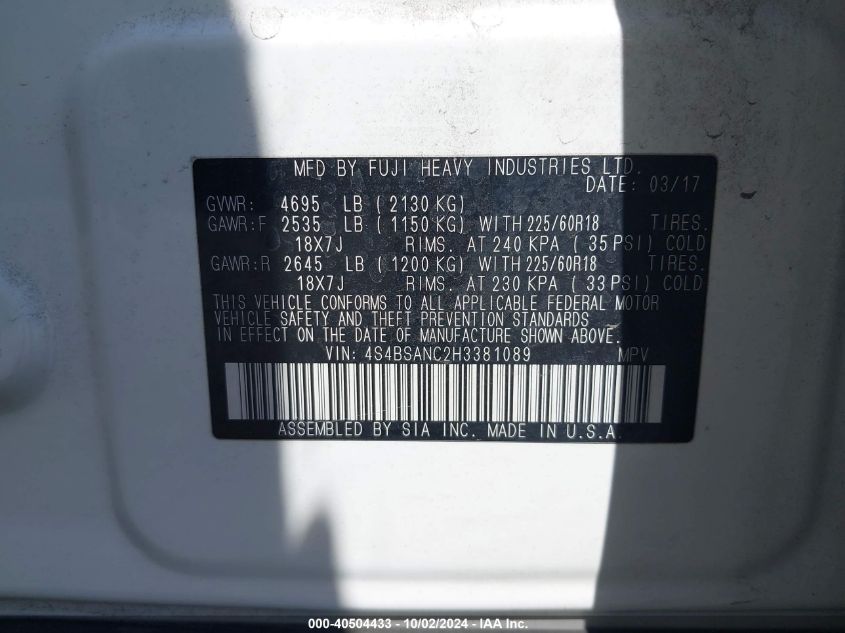 MFD BY FUJI HEAVY INDUSTRIES LTD.
DATE: 03/17
GVWR: 4695 LB ( 2130 KG)
GAWR:F 2535 LB ( 1150 KG) WITH 225/60R18 TIRES.
18X7J RIMS. AT 240 KPA ( 35 PSI) COLD
GAWR:R 2645 LB ( 1200 KG) WITH 225/60R18 TIRES.
18X7J RIMS. AT 230 KPA ( 33 PSI) COLD
THIS VEHICLE CONFORMS TO ALL APPLICABLE FEDERAL MOTOR
VEHICLE SAFETY AND THEFT PREVENTION STANDARDS
IN EFFECT ON THE DATE OF MANUFACTURE SHOWN ABOVE.
VIN: 4S4BSANC2H3381089 MPV
ASSEMBLED BY SIA INC. MADE IN U.S.A.
000-40504433 - 10/02/2024 - IAA Inc.